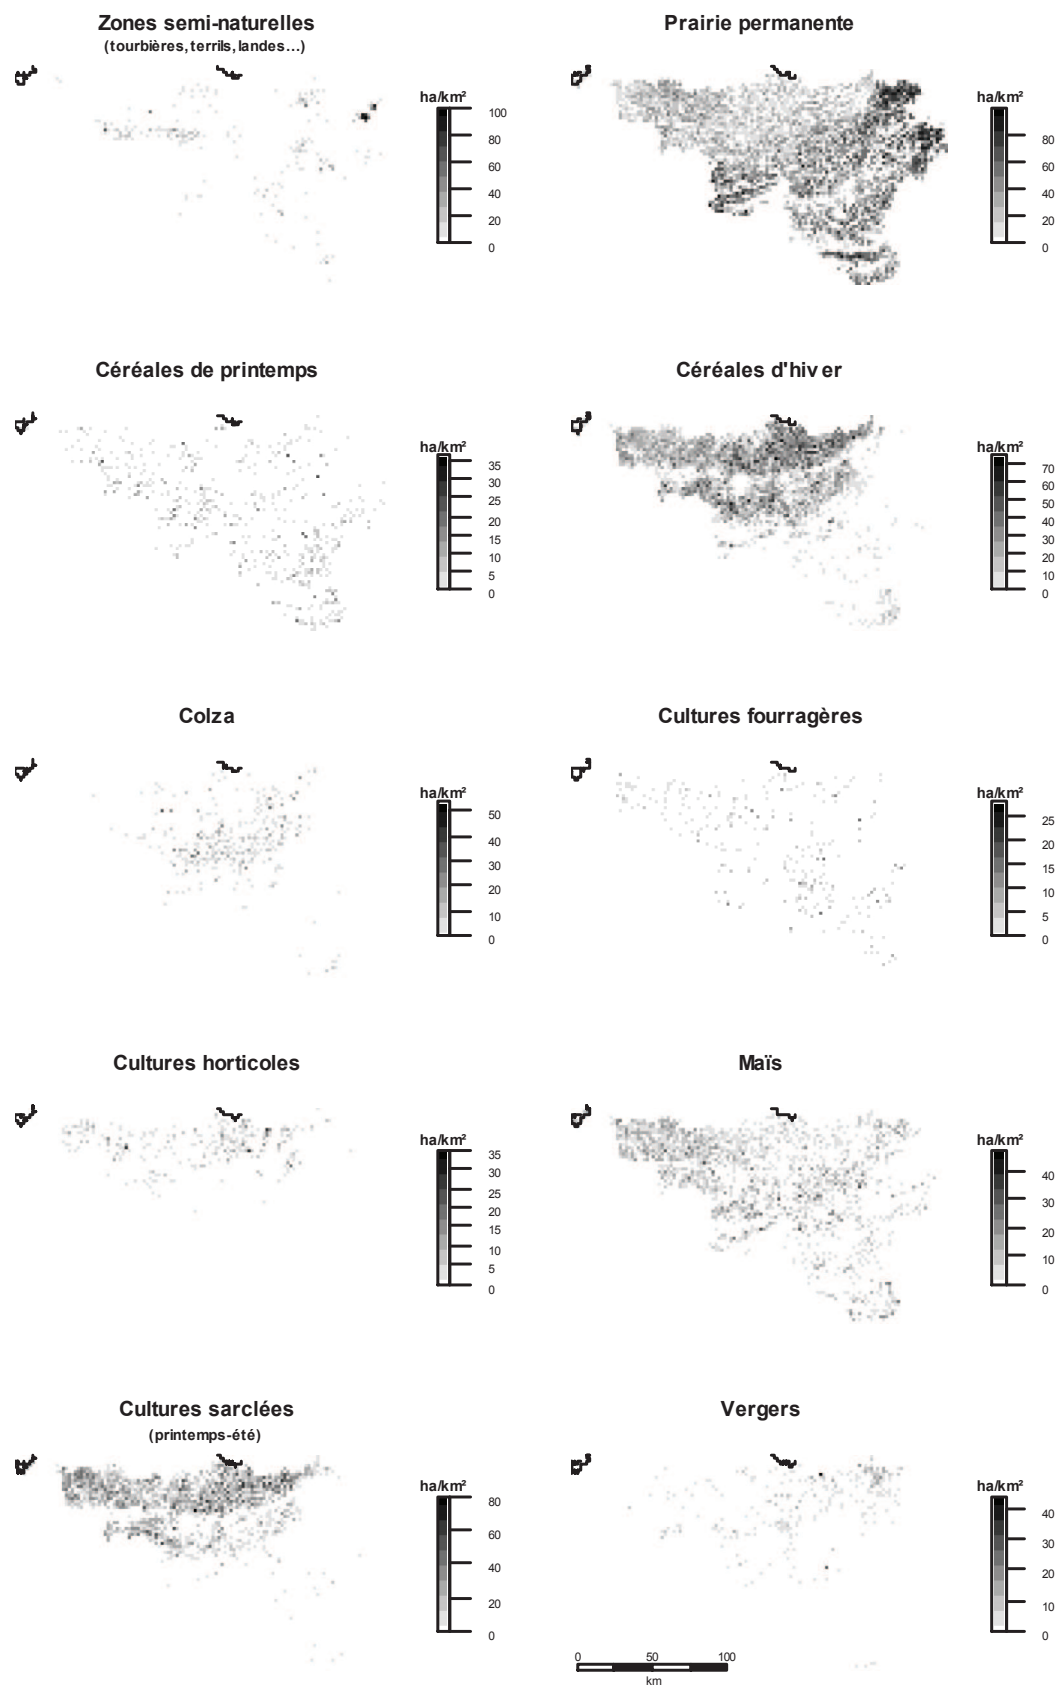 Zones semi-naturelles
(tourbières, terrils, landes...)
ha/km²
100
80
60
40
20
0
Prairie permanente
ha/km²
80
60
40
20
0
Céréales de printemps
ha/km²
35
30
25
20
15
10
5
0
Céréales d'hiver
ha/km²
70
60
50
40
30
20
10
0
Colza
ha/km²
50
40
30
20
10
0
Cultures fourragères
ha/km²
25
20
15
10
5
0
Cultures horticoles
ha/km²
35
30
25
20
15
10
5
0
Maïs
ha/km²
40
30
20
10
0
Cultures sarclées
(printemps-été)
ha/km²
80
60
40
20
0
Vergers
ha/km²
40
30
20
10
0
0 50 100
km